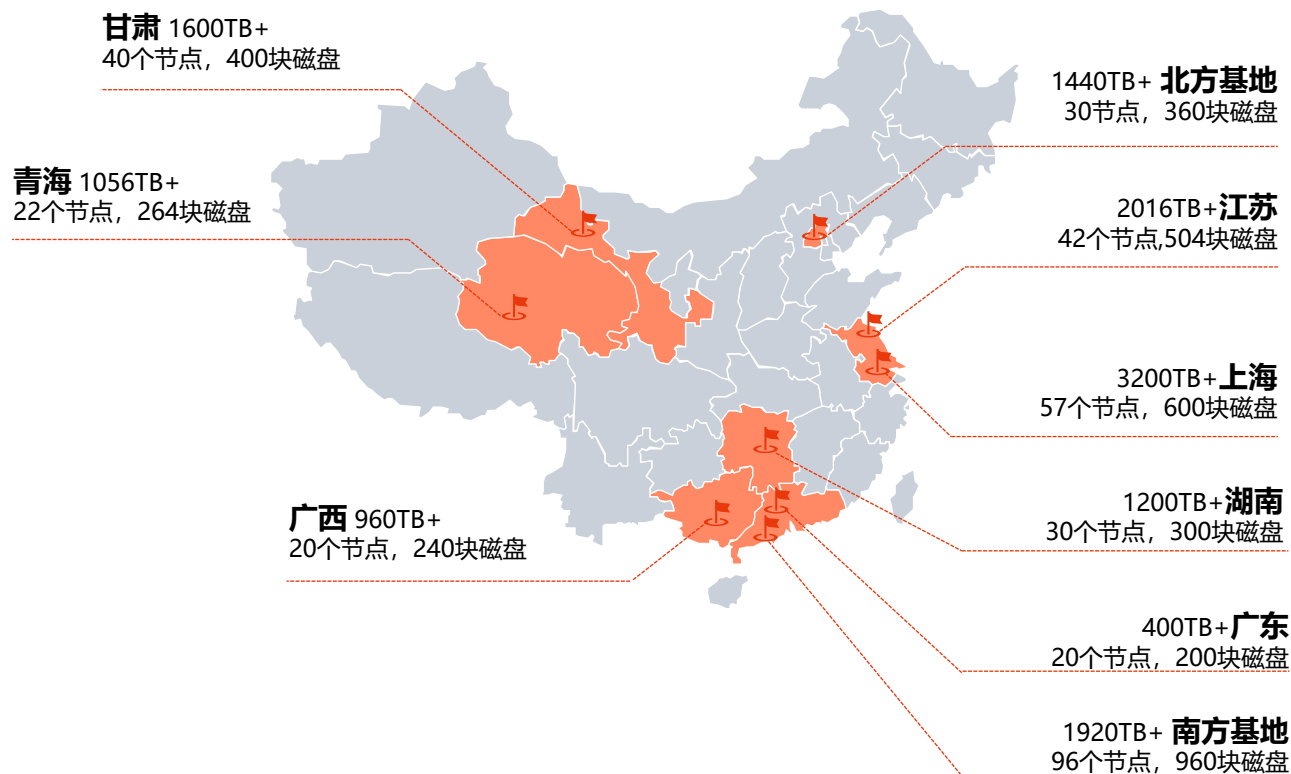 甘肃 1600TB+
40个节点，400块磁盘
青海 1056TB+
22个节点，264块磁盘
广西 960TB+
20个节点，240块磁盘
1440TB+ 北方基地
30节点，360块磁盘
2016TB+江苏
42个节点,504块磁盘
3200TB+上海
57个节点，600块磁盘
1200TB+湖南
30个节点，300块磁盘
400TB+广东
20个节点，200块磁盘
1920TB+ 南方基地
96个节点，960块磁盘